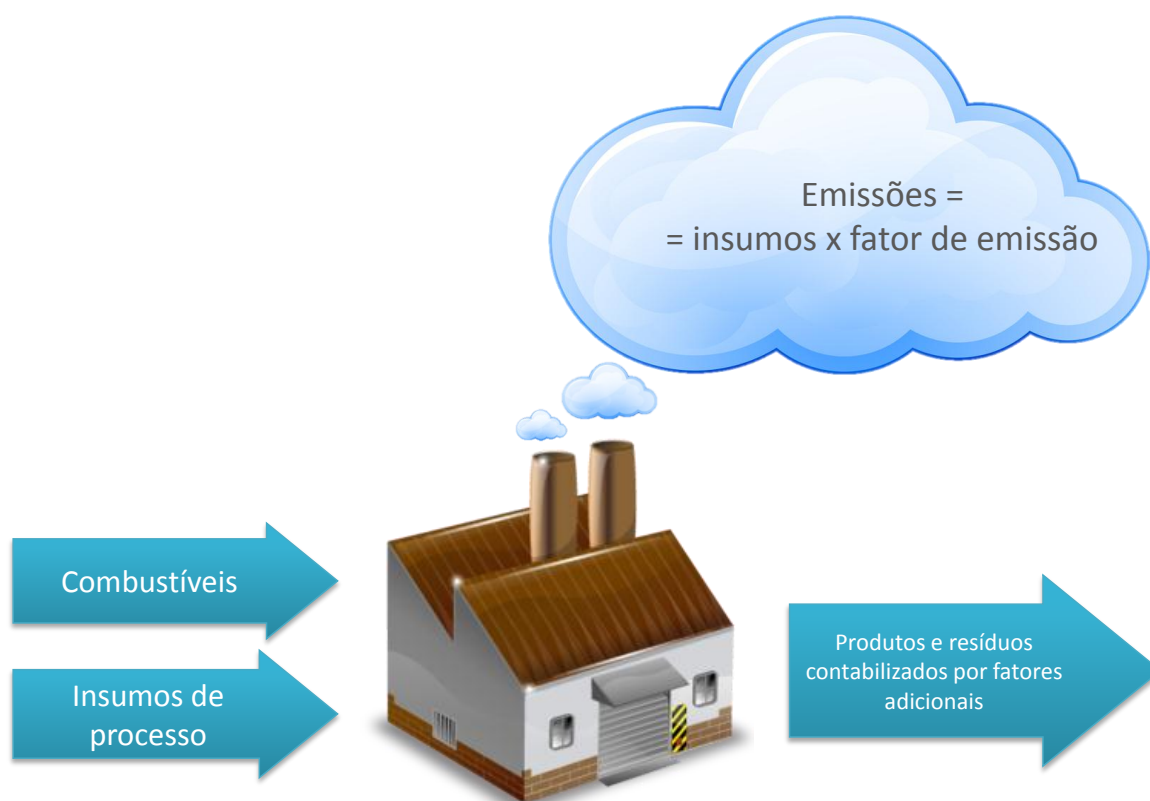 Emissões =
= insumos x fator de emissão
Combustíveis
Insumos de
processo
Produtos e resíduos
contabilizados por fatores
adicionais